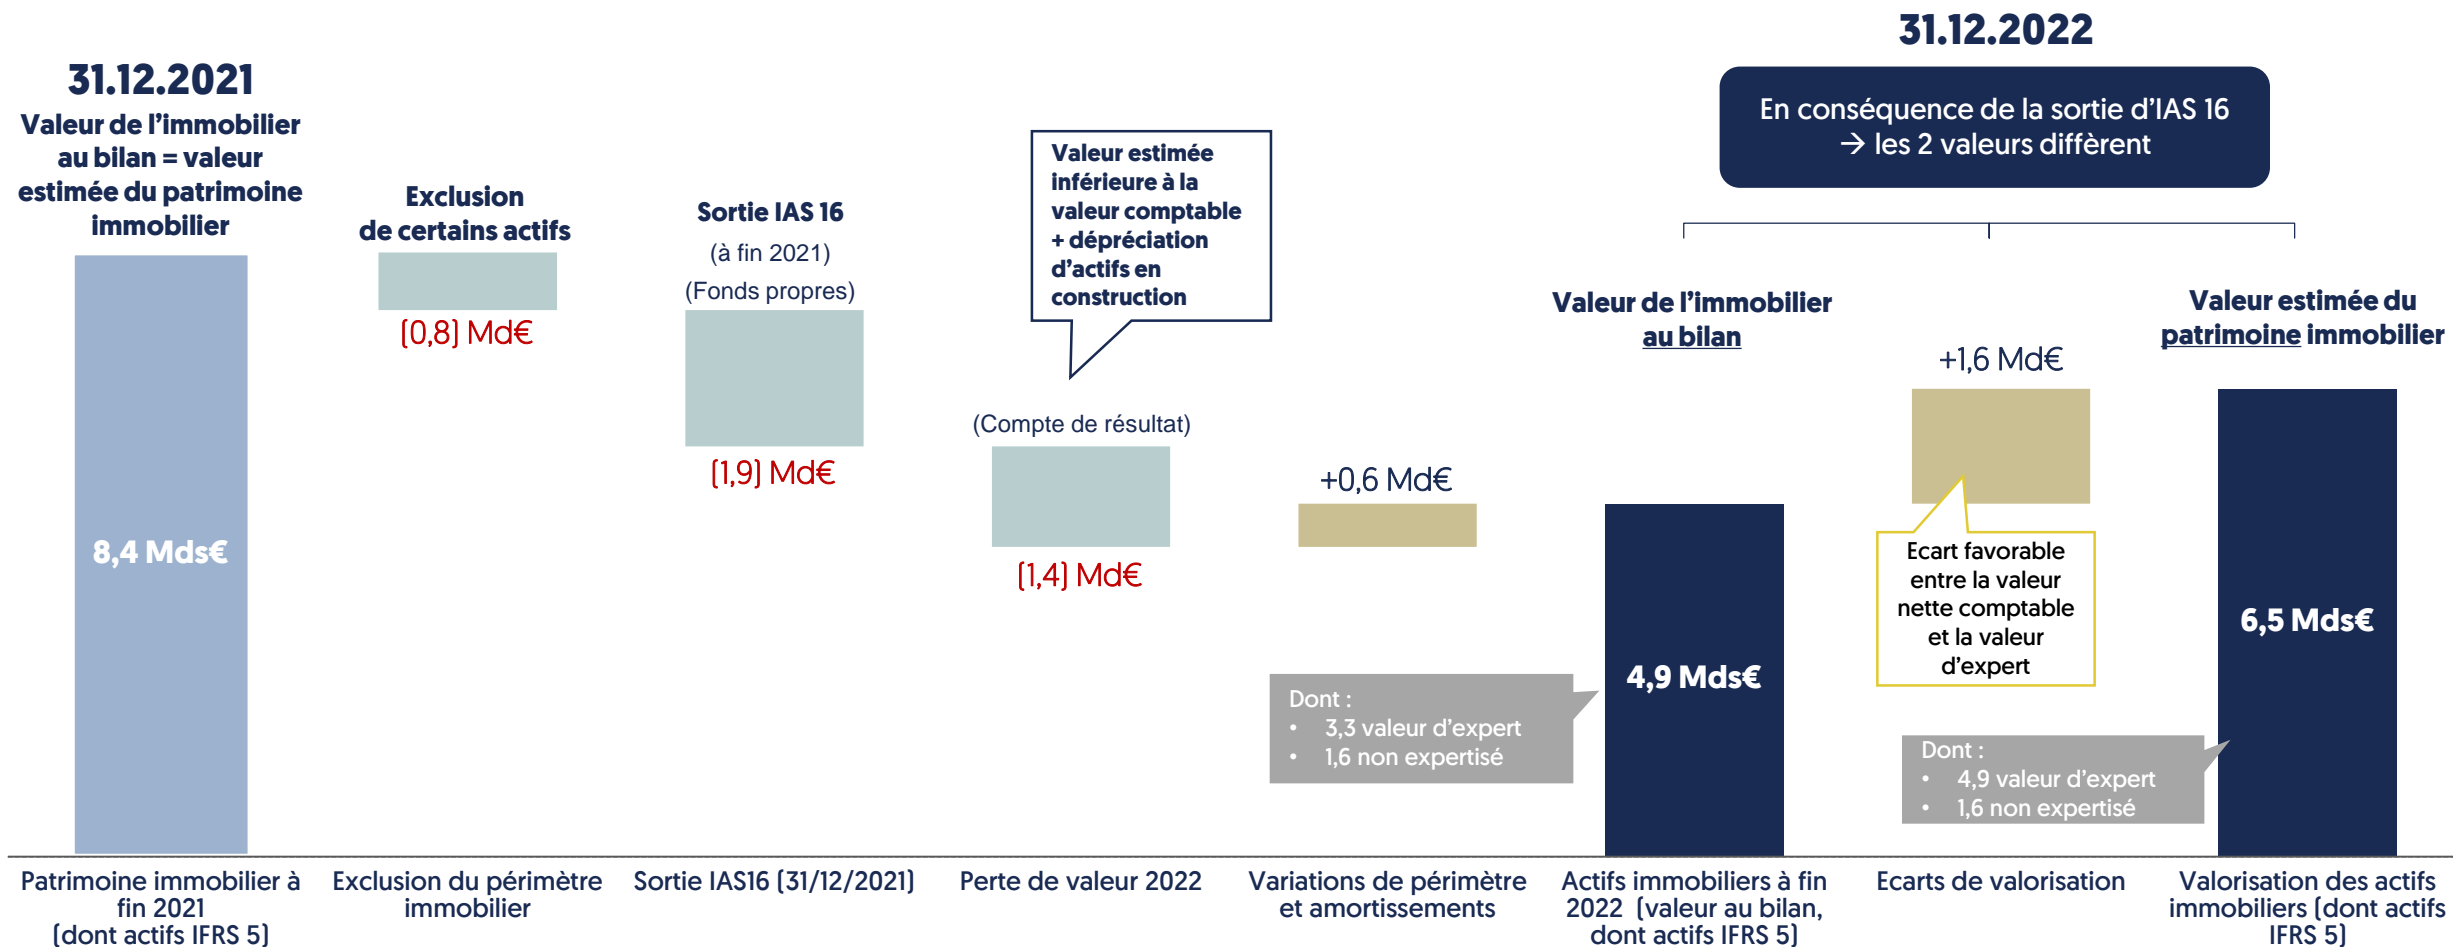 31.12.2021
Valeur de l'immobilier
au bilan = valeur
estimée du patrimoine
immobilier
8,4 Mds€
Exclusion
de certains actifs
(0,8) Md€
Sortie IAS 16
(à fin 2021)
(Fonds propres)
(1,9) Md€
Valeur estimée
inférieure à la
valeur comptable
+ dépréciation
d'actifs en
construction
(Compte de résultat)
(1,4) Md€
+0,6 Md€
31.12.2022
En conséquence de la sortie d'IAS 16
→ les 2 valeurs diffèrent
Valeur de l'immobilier
au bilan
4,9 Mds€
Dont :
• 3,3 valeur d'expert
• 1,6 non expertisé
+1,6 Md€
Ecart favorable
entre la valeur
nette comptable
et la valeur
d'expert
Valeur estimée du
patrimoine immobilier
6,5 Mds€
Dont :
• 4,9 valeur d'expert
• 1,6 non expertisé
Patrimoine immobilier à
fin 2021
(dont actifs IFRS 5)
Exclusion du périmètre
immobilier
Sortie IAS16 (31/12/2021)
Perte de valeur 2022
Variations de périmètre
et amortissements
Actifs immobiliers à fin
2022 (valeur au bilan,
dont actifs IFRS 5)
Ecarts de valorisation
Valorisation des actifs
immobiliers (dont actifs
IFRS 5)